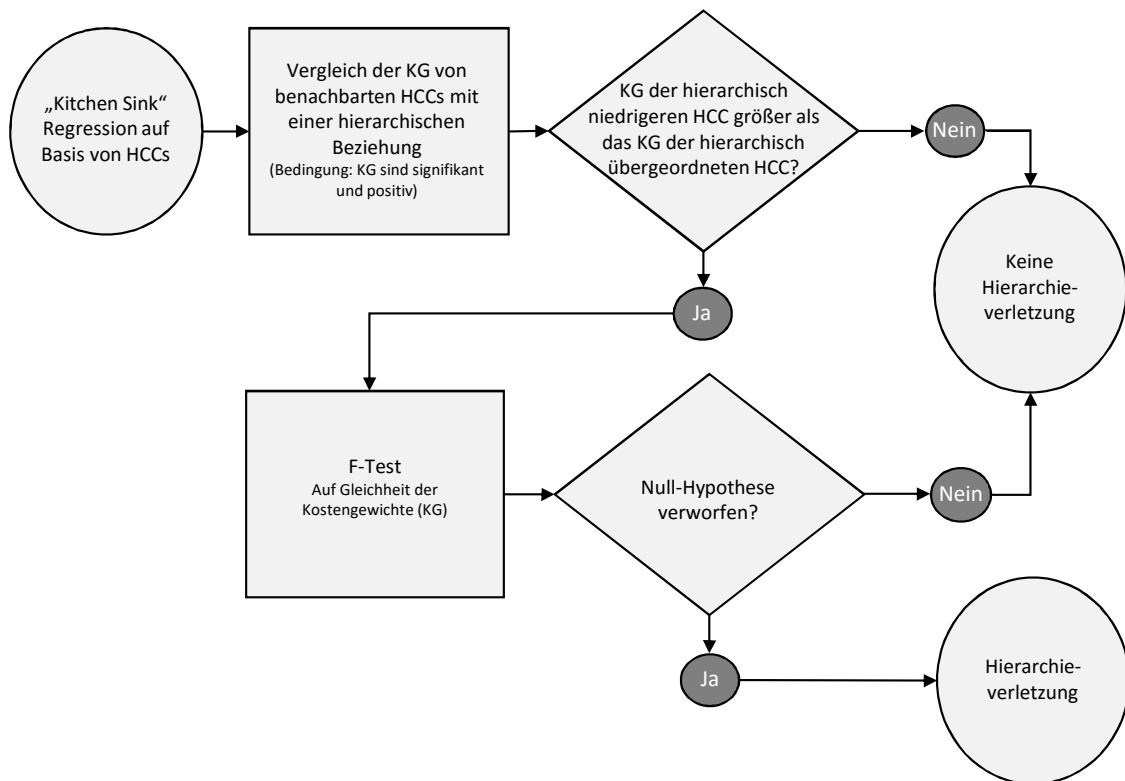 „Kitchen Sink“
Regression auf
Basis von HCCs
Vergleich der KG von
benachbarten HCCs mit
einer hierarchischen
Beziehung
(Bedingung: KG sind signifikant
und positiv)
KG der hierarchisch
niedrigeren HCC größer als
das KG der hierarchisch
übergeordneten HCC?
Nein
Keine
Hierarchie-
verletzung
Ja
F-Test
Auf Gleichheit der
Kostengewichte (KG)
Null-Hypothese
verworfen?
Nein
Ja
Hierarchie-
verletzung